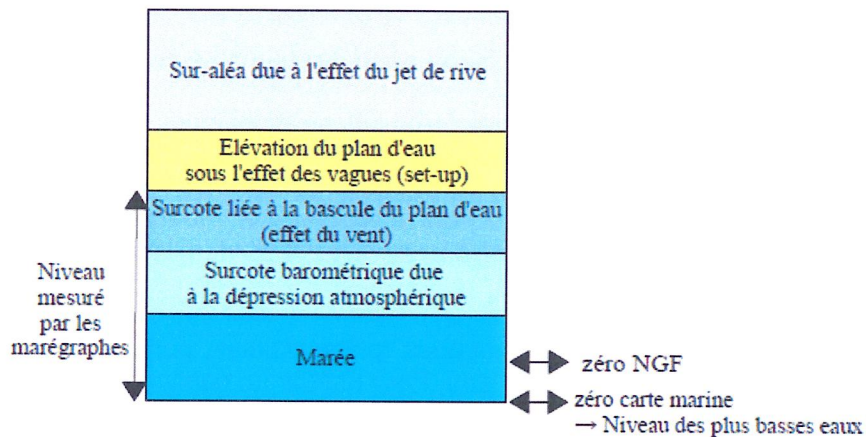 Sur-aléa due à l'effet du jet de rive
Elévation du plan d'eau
sous l'effet des vagues (set-up)
Surcote liée à la bascule du plan d'eau
(effet du vent)
Surcote barométrique due
à la dépression atmosphérique
Marée
Niveau
mesuré
par les
marégraphes
zéro NGF
zéro carte marine
→ Niveau des plus basses eaux